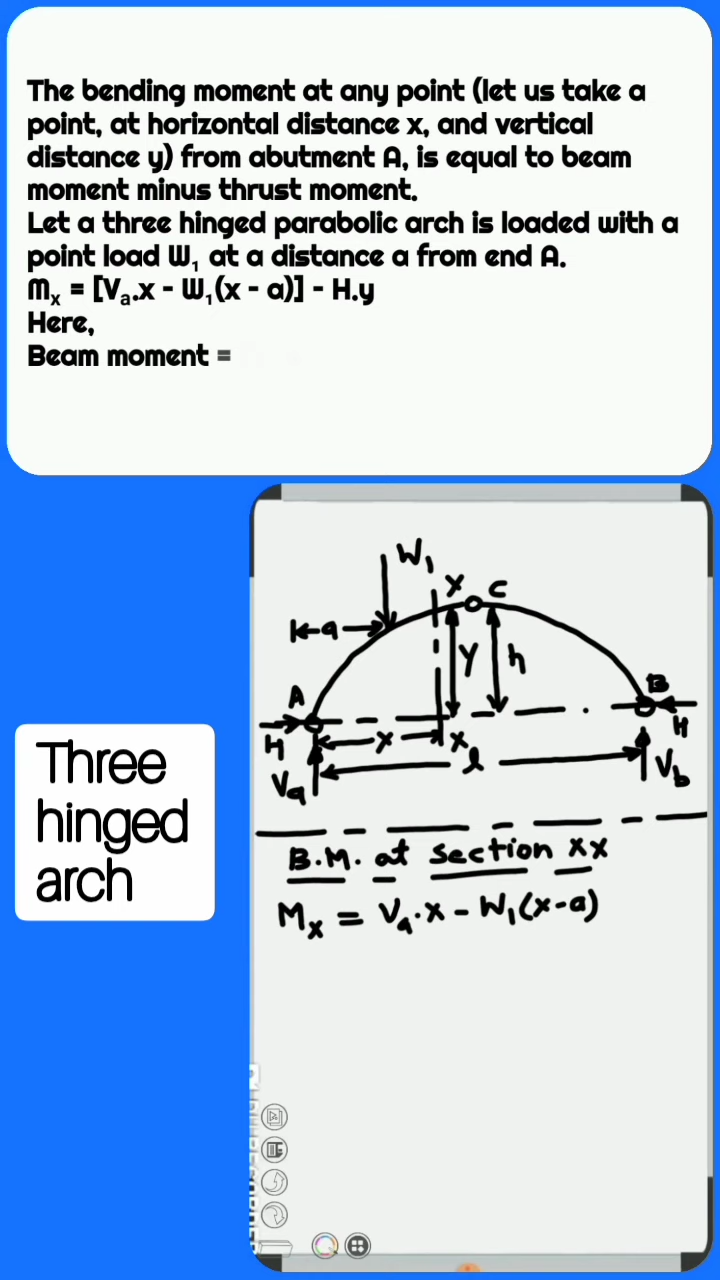 The bending moment at any point (let us take a
point, at horizontal distance x, and vertical
distance y) from abutment A, is equal to beam
moment minus thrust moment.
Let a three hinged parabolic arch is loaded with a
point load W₁ at a distance a from end A.
Mₓ = [Vₐ.x - W₁(x - a)] - H.y
Here,
Beam moment =
W₁
X C
a
y h
A B
H x X H
Vₐ l V_b
B.M. at section XX
Mₓ = Vₐ.x - W₁(x-a)
Three
hinged
arch